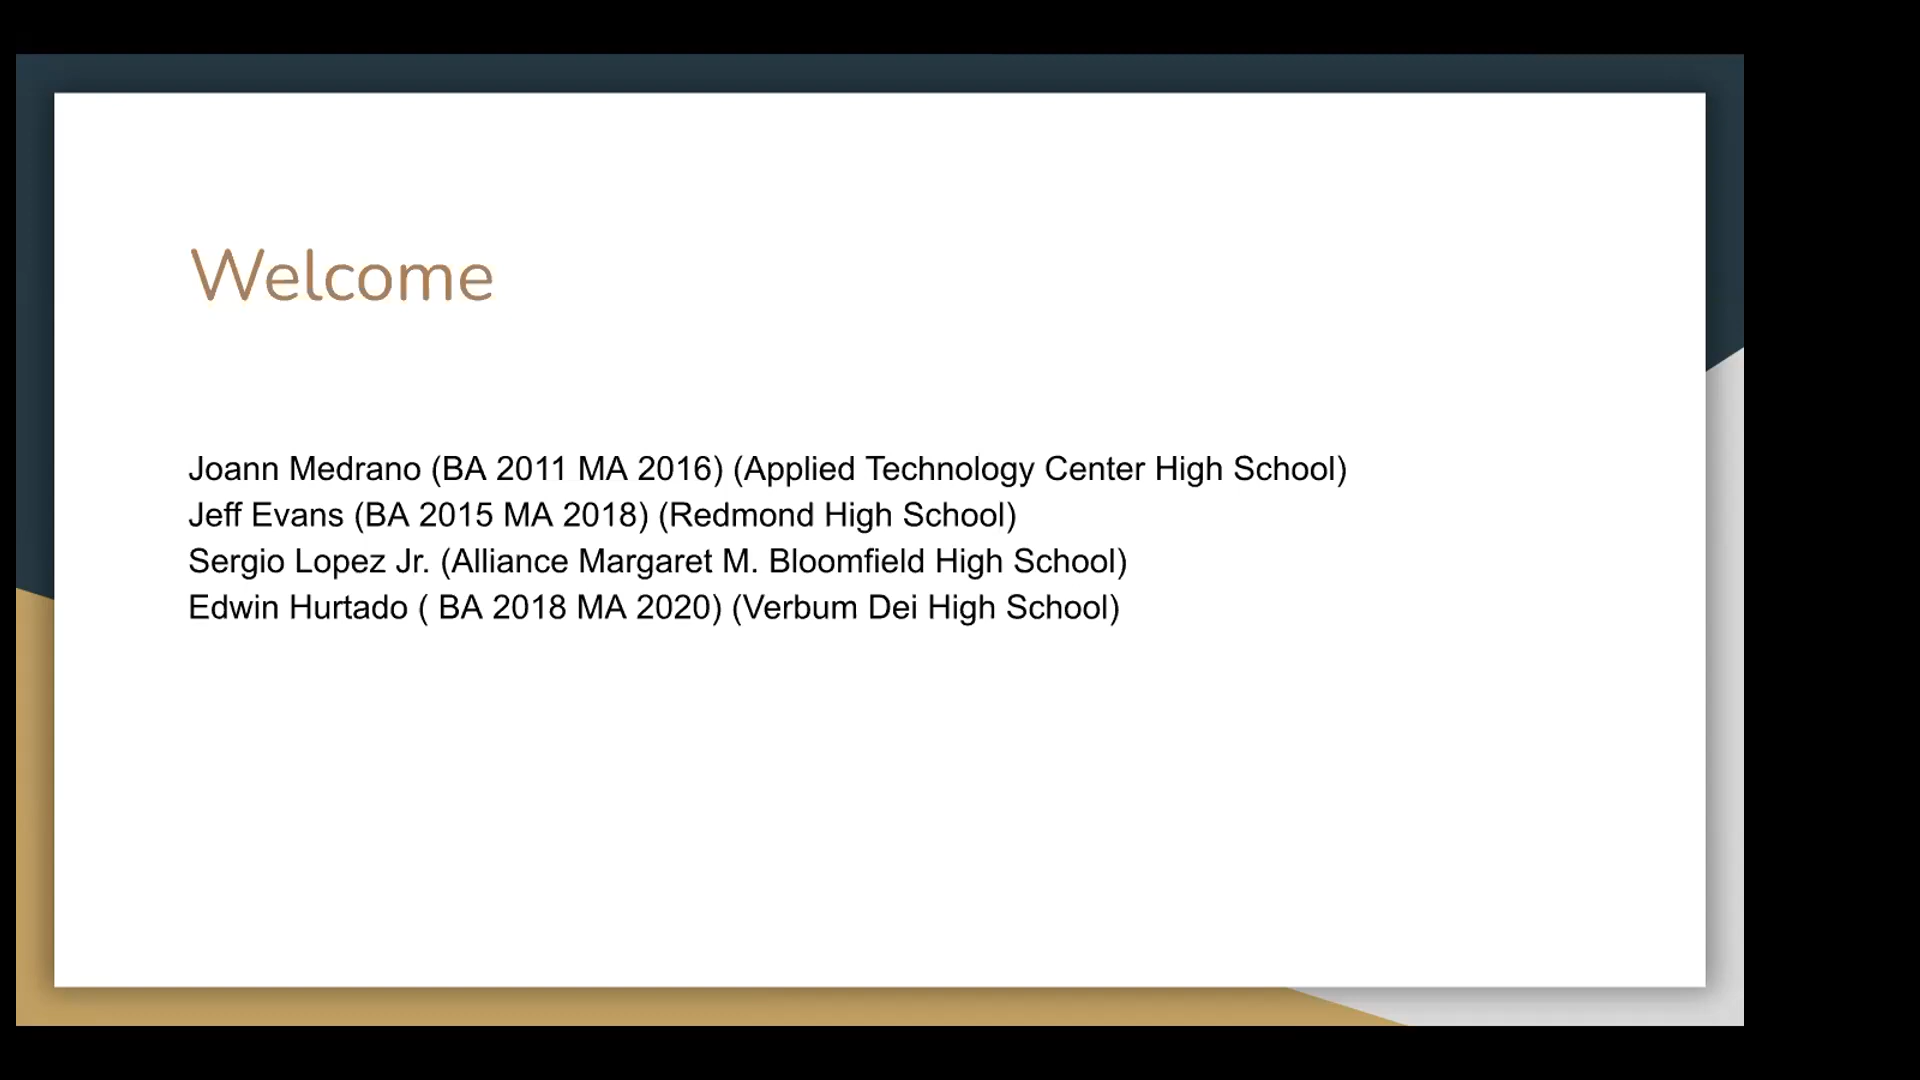 Welcome
Joann Medrano (BA 2011 MA 2016) (Applied Technology Center High School)
Jeff Evans (BA 2015 MA 2018) (Redmond High School)
Sergio Lopez Jr. (Alliance Margaret M. Bloomfield High School)
Edwin Hurtado ( BA 2018 MA 2020) (Verbum Dei High School)